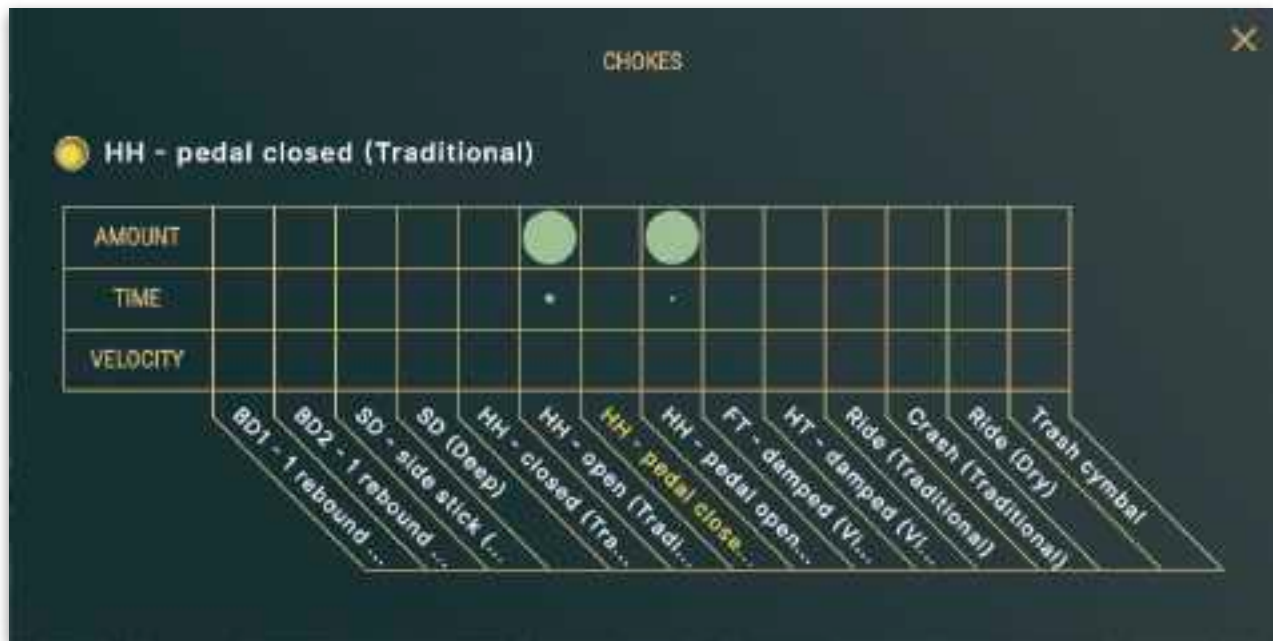 CHOKES
HH - pedal closed (Traditional)
AMOUNT
TIME
VELOCITY
BD1 - 1 rebound ...
BD2 - 1 rebound ...
SD - side stick (...
SD (Deep)
HH - closed (Tra...
HH - open (Tradi...
HH - pedal close...
HH - pedal open...
FT - damped (Vi...
HT - damped (Vi...
Ride (Traditional)
Crash (Traditional)
Ride (Dry)
Trash cymbal